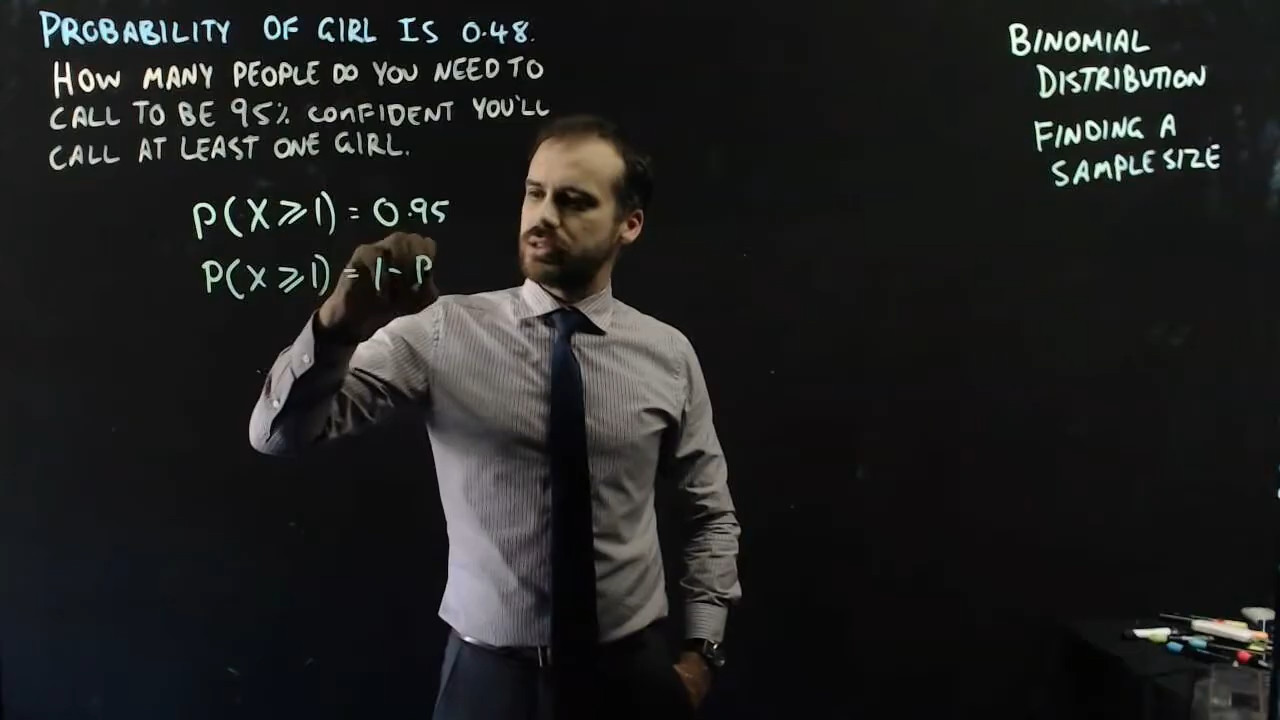 PROBABILITY OF GIRL IS 0.48.
HOW MANY PEOPLE DO YOU NEED TO
CALL TO BE 95% CONFIDENT YOU'LL
CALL AT LEAST ONE GIRL.
P(X ⩾ 1) = 0.95
P(X ⩾ 1) = 1 - P
BINOMIAL
DISTRIBUTION
FINDING A
SAMPLE SIZE